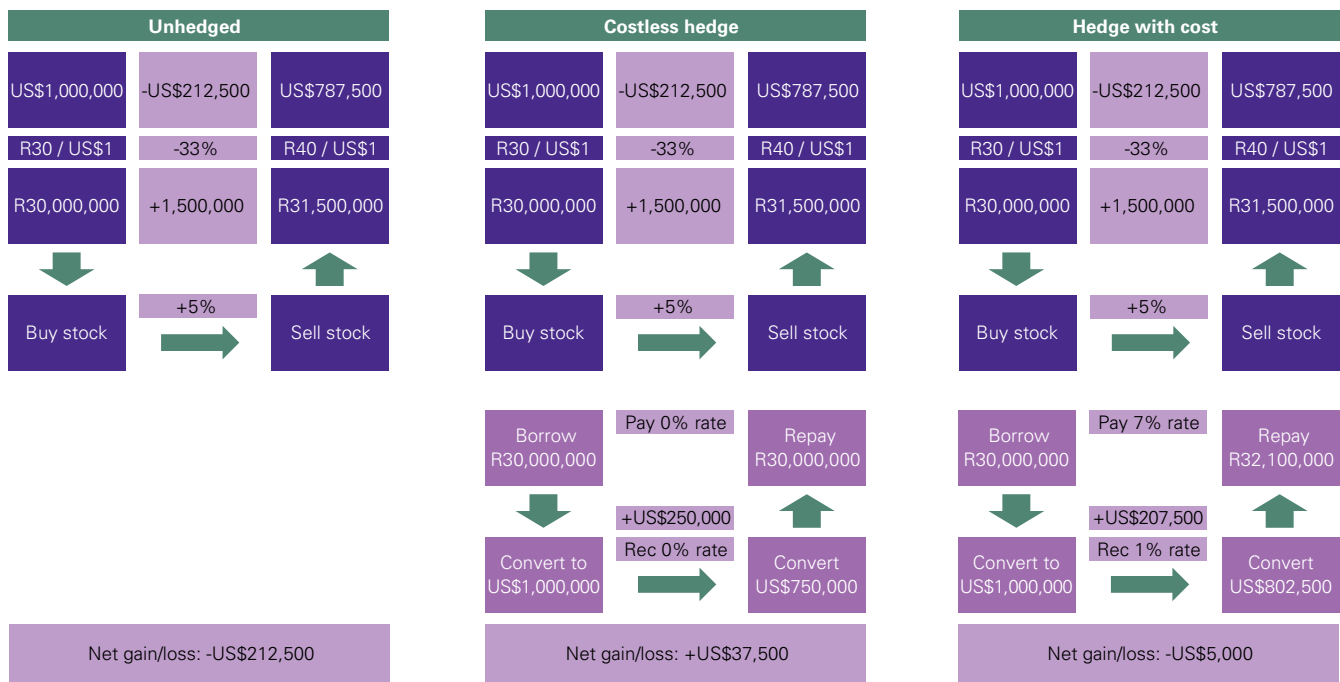 Unhedged
US$1,000,000
-US$212,500
US$787,500
R30 / US$1
-33%
R40 / US$1
R30,000,000
+1,500,000
R31,500,000
Buy stock
+5%
Sell stock
Net gain/loss: -US$212,500
Costless hedge
US$1,000,000
-US$212,500
US$787,500
R30 / US$1
-33%
R40 / US$1
R30,000,000
+1,500,000
R31,500,000
Buy stock
+5%
Sell stock
Borrow
R30,000,000
Pay 0% rate
Repay
R30,000,000
+US$250,000
Rec 0% rate
Convert to
US$1,000,000
Convert
US$750,000
Net gain/loss: +US$37,500
Hedge with cost
US$1,000,000
-US$212,500
US$787,500
R30 / US$1
-33%
R40 / US$1
R30,000,000
+1,500,000
R31,500,000
Buy stock
+5%
Sell stock
Borrow
R30,000,000
Pay 7% rate
Repay
R32,100,000
+US$207,500
Rec 1% rate
Convert to
US$1,000,000
Convert
US$802,500
Net gain/loss: -US$5,000